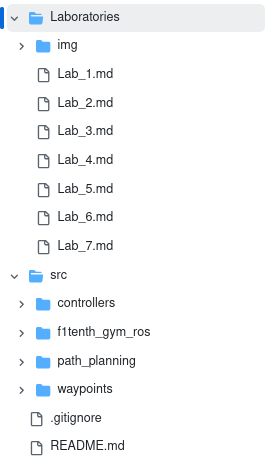 Laboratories
img
Lab_1.md
Lab_2.md
Lab_3.md
Lab_4.md
Lab_5.md
Lab_6.md
Lab_7.md
src
controllers
f1tenth_gym_ros
path_planning
waypoints
.gitignore
README.md